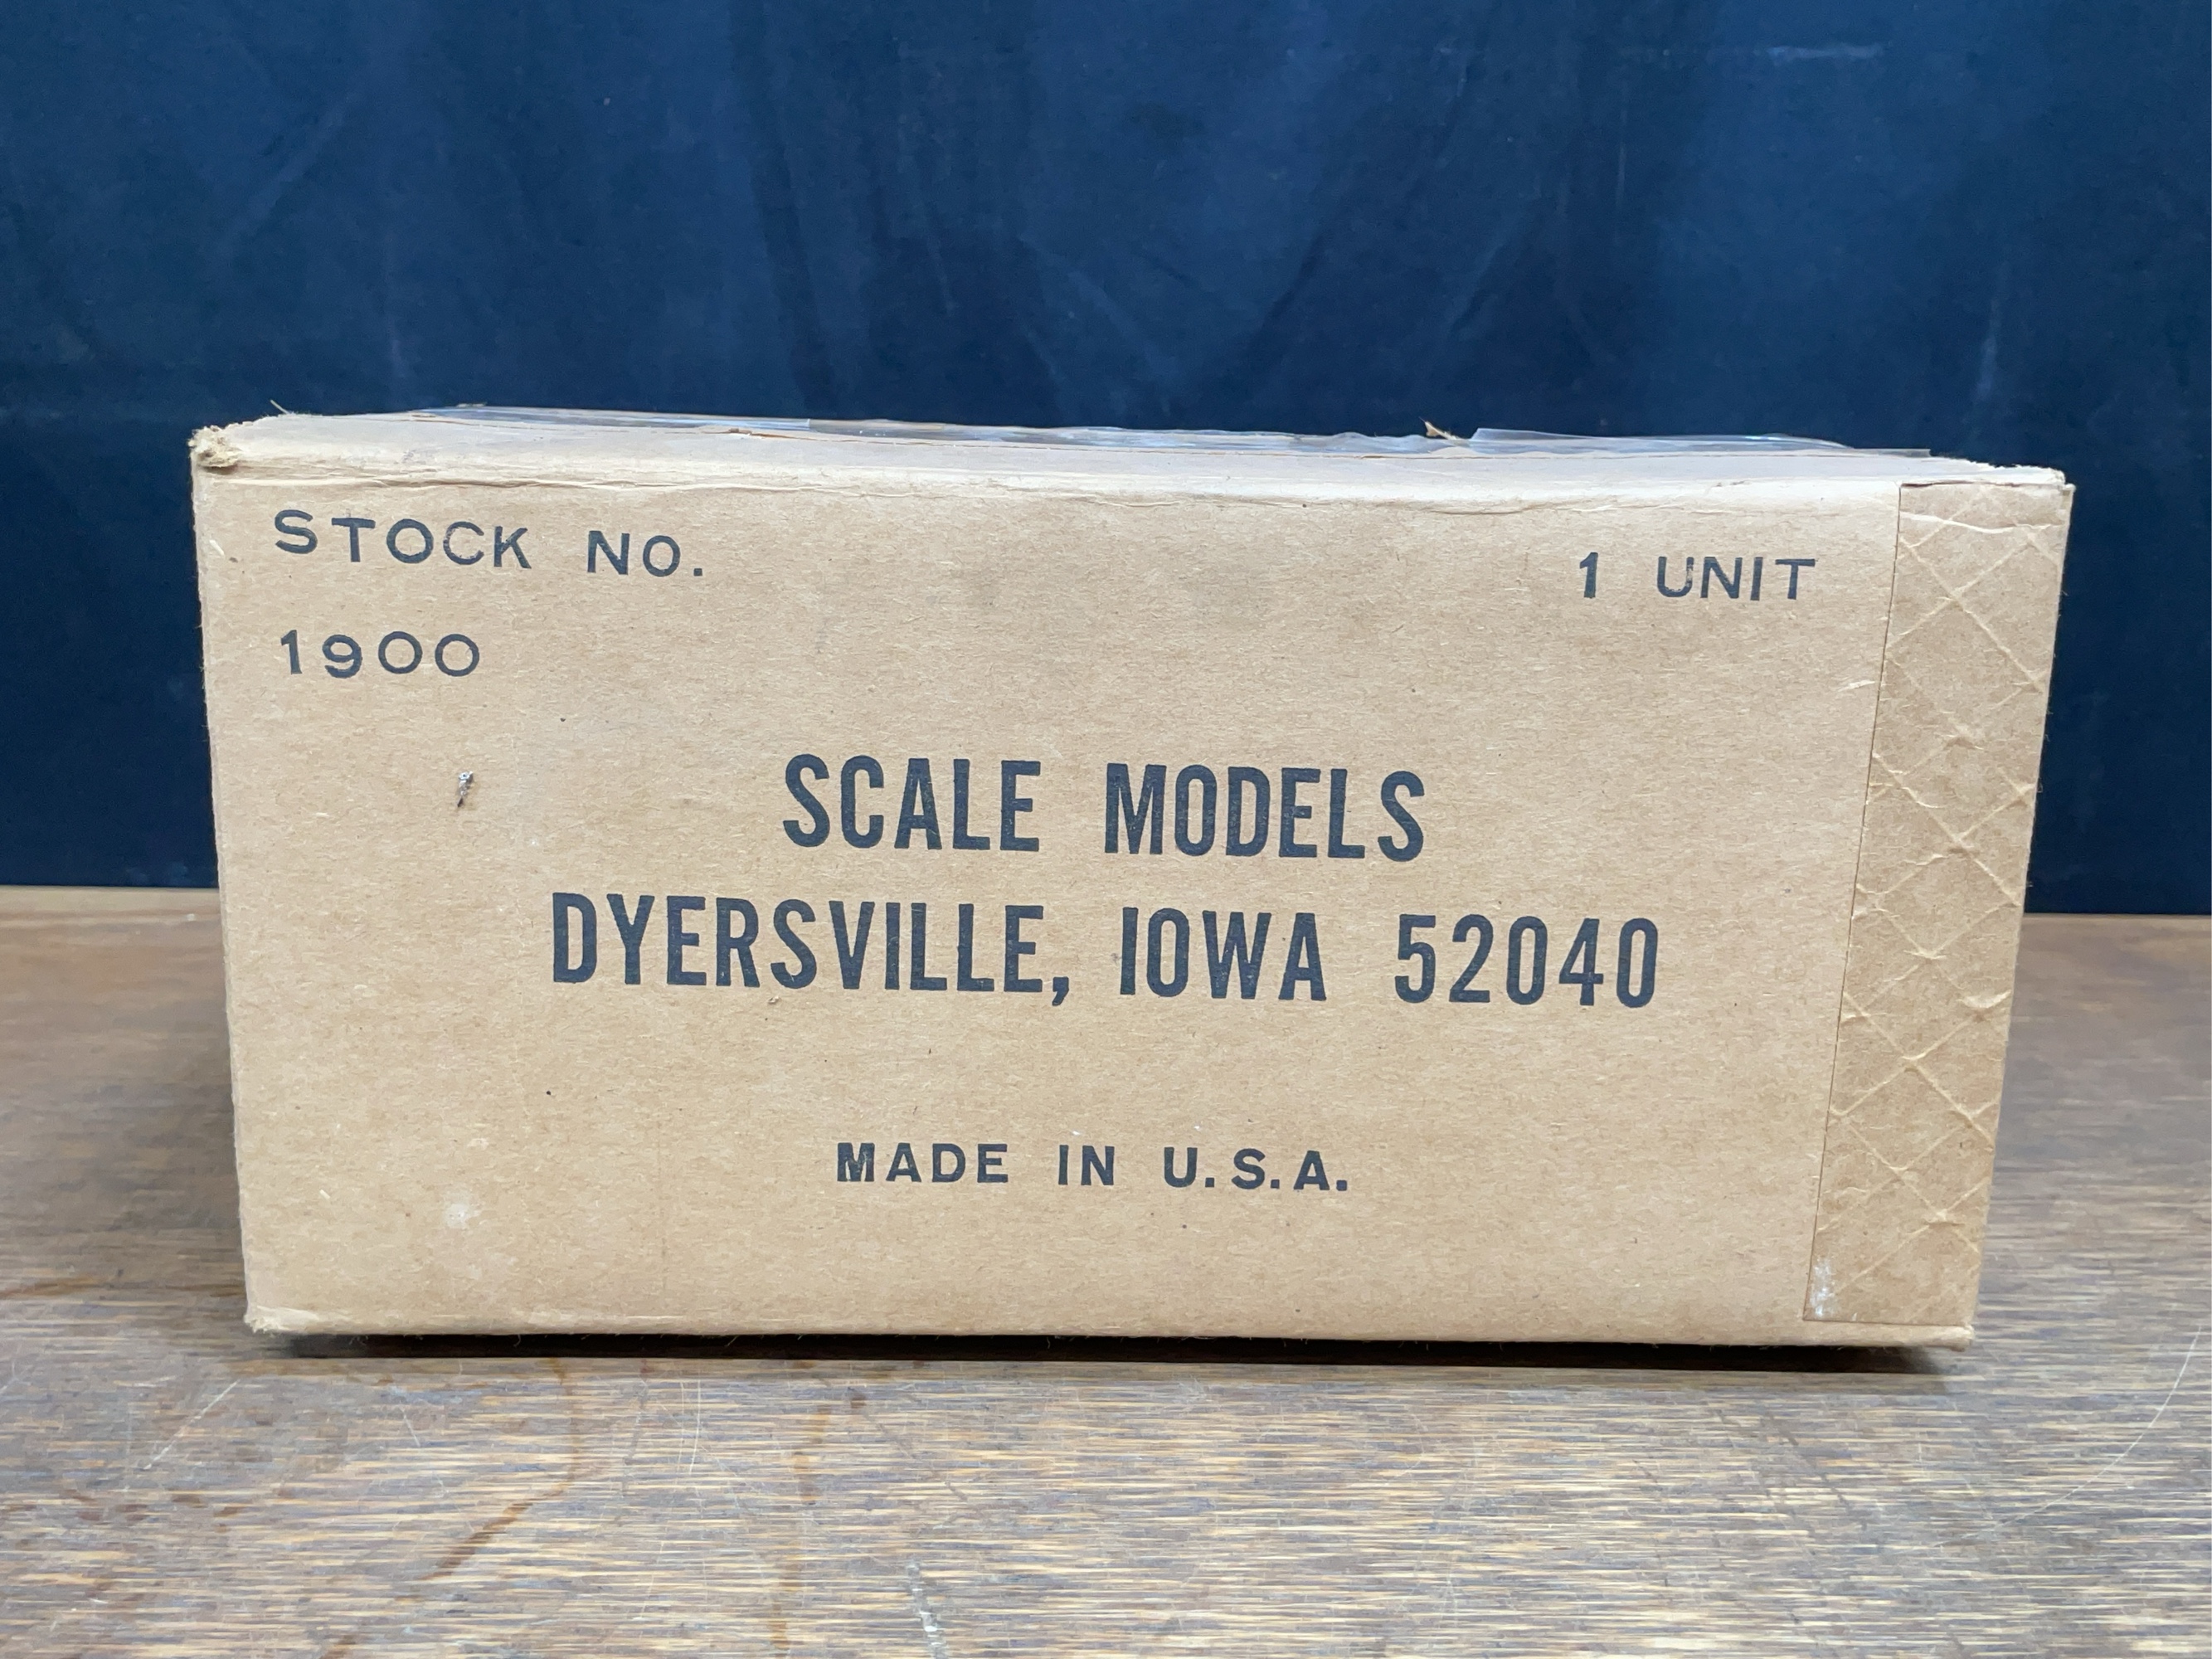 STOCK NO.
1 UNIT
1900
SCALE MODELS
DYERSVILLE, IOWA 52040
MADE IN U.S.A.